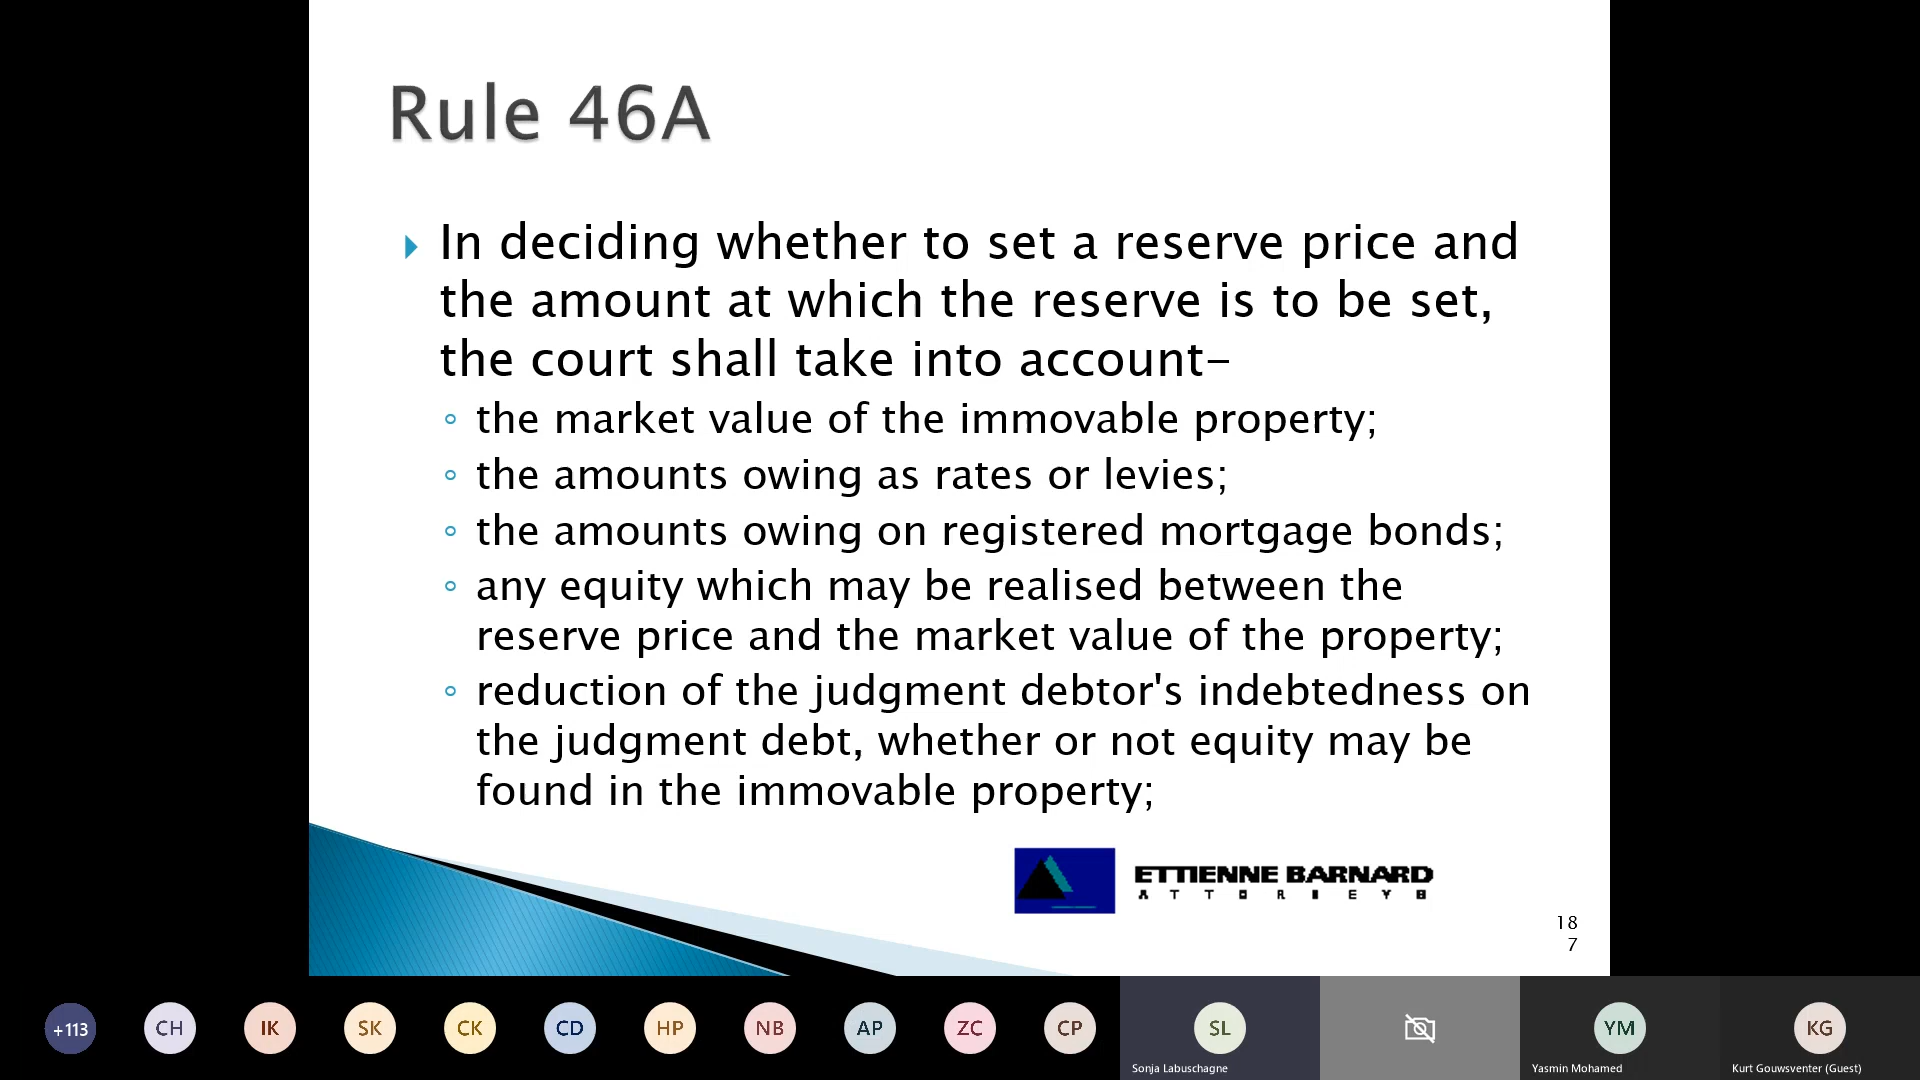 Rule 46A
In deciding whether to set a reserve price and
the amount at which the reserve is to be set,
the court shall take into account-
the market value of the immovable property;
the amounts owing as rates or levies;
the amounts owing on registered mortgage bonds;
any equity which may be realised between the
reserve price and the market value of the property;
reduction of the judgment debtor's indebtedness on
the judgment debt, whether or not equity may be
found in the immovable property;
ETTIENNE BARNARD
ATTORNEYS
18
7
+113 CH IK SK CK CD HP NB AP ZC CP SL YM KG
Sonja Labuschagne Yasmin Mohamed Kurt Gouwsventer (Guest)